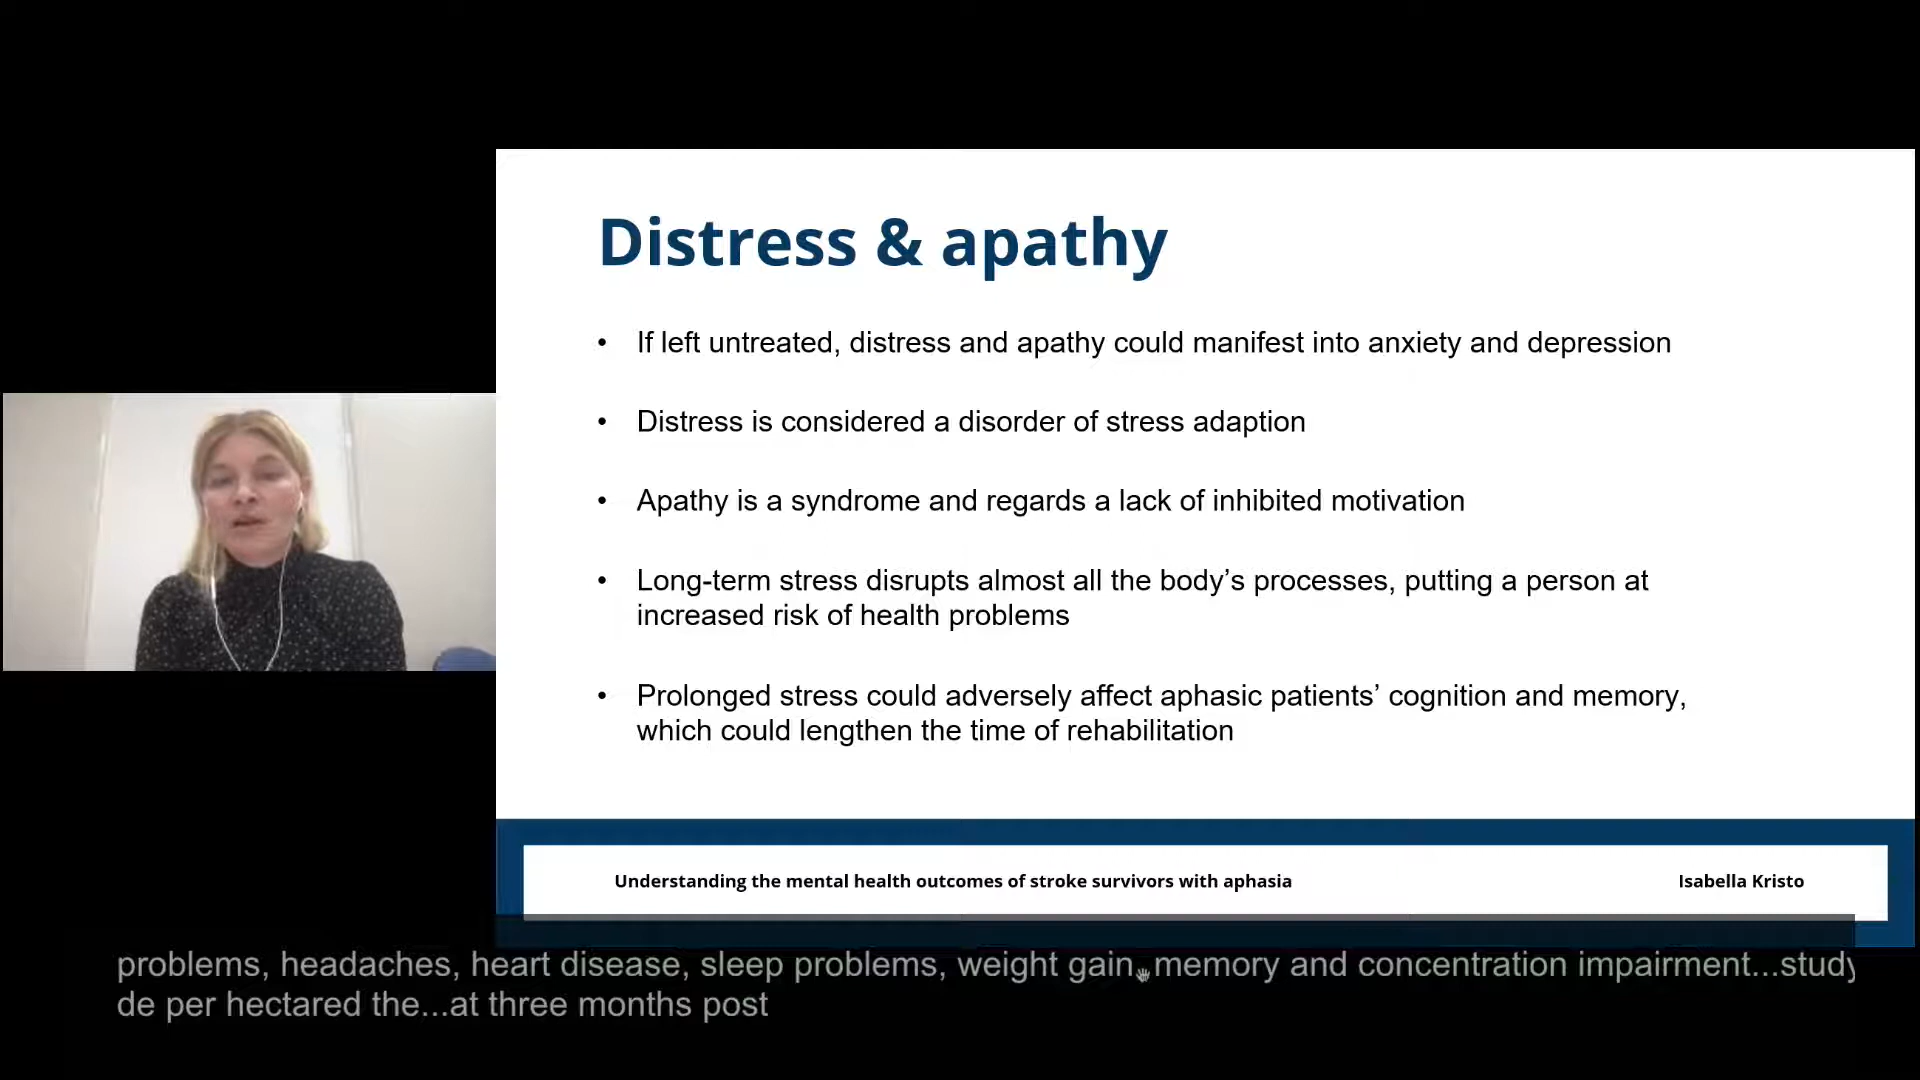 Distress & apathy
• If left untreated, distress and apathy could manifest into anxiety and depression
• Distress is considered a disorder of stress adaption
• Apathy is a syndrome and regards a lack of inhibited motivation
• Long-term stress disrupts almost all the body’s processes, putting a person at
increased risk of health problems
• Prolonged stress could adversely affect aphasic patients’ cognition and memory,
which could lengthen the time of rehabilitation
Understanding the mental health outcomes of stroke survivors with aphasia
Isabella Kristo
problems, headaches, heart disease, sleep problems, weight gain, memory and concentration impairment...study
de per hectared the...at three months post